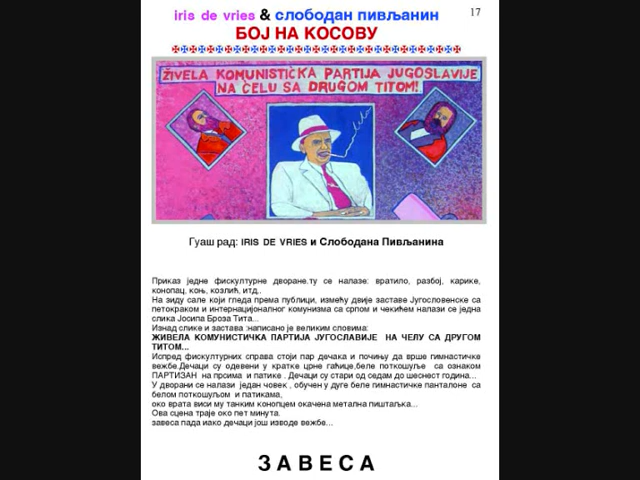 iris de vries & слободан пивљанин
17
БОЈ НА КОСОВУ
ŽIVELA KOMUNISTIČKA PARTIJA JUGOSLAVIJE
NA ČELU SA DRUGOM TITOM!
Гуаш рад: IRIS DE VRIES и Слободана Пивљанина
Приказ једне фискултурне дворане.ту се налазе: вратило, разбој, карике,
конопац, коњ, козлић, итд,.
На зиду сале који гледа према публици, између двије заставе Југословенске са
петокраком и интернацијоналног комунизма са српом и чекићем налази се једна
слика Јосипа Броза Тита...
Изнад слике и застава :написано је великим словима:
ЖИВЕЛА КОМУНИСТИЧКА ПАРТИЈА ЈУГОСЛАВИЈЕ НА ЧЕЛУ СА ДРУГОМ
ТИТОМ...
Испред фискултурних справа стоји пар дечака и почињу да врше гимнастичке
вежбе.Дечаци су одевени у кратке црне гаћице,беле поткошуље са ознаком
ПАРТИЗАН на прсима и патике . Дечаци су стари од седам до шеснест година...
У дворани се налази један човек , обучен у дуге беле гимнастичке панталоне са
белом поткошуљом и патикама,
око врата виси му танким конопцем окачена метална пиштаљка...
Ова сцена траје око пет минута.
завеса пада иако дечаци још изводе вежбе...
З А В Е С А